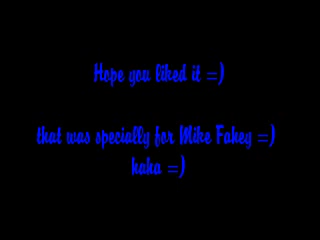 Hope you liked it =)
that was specially for Mike Fahey =)
haha =)